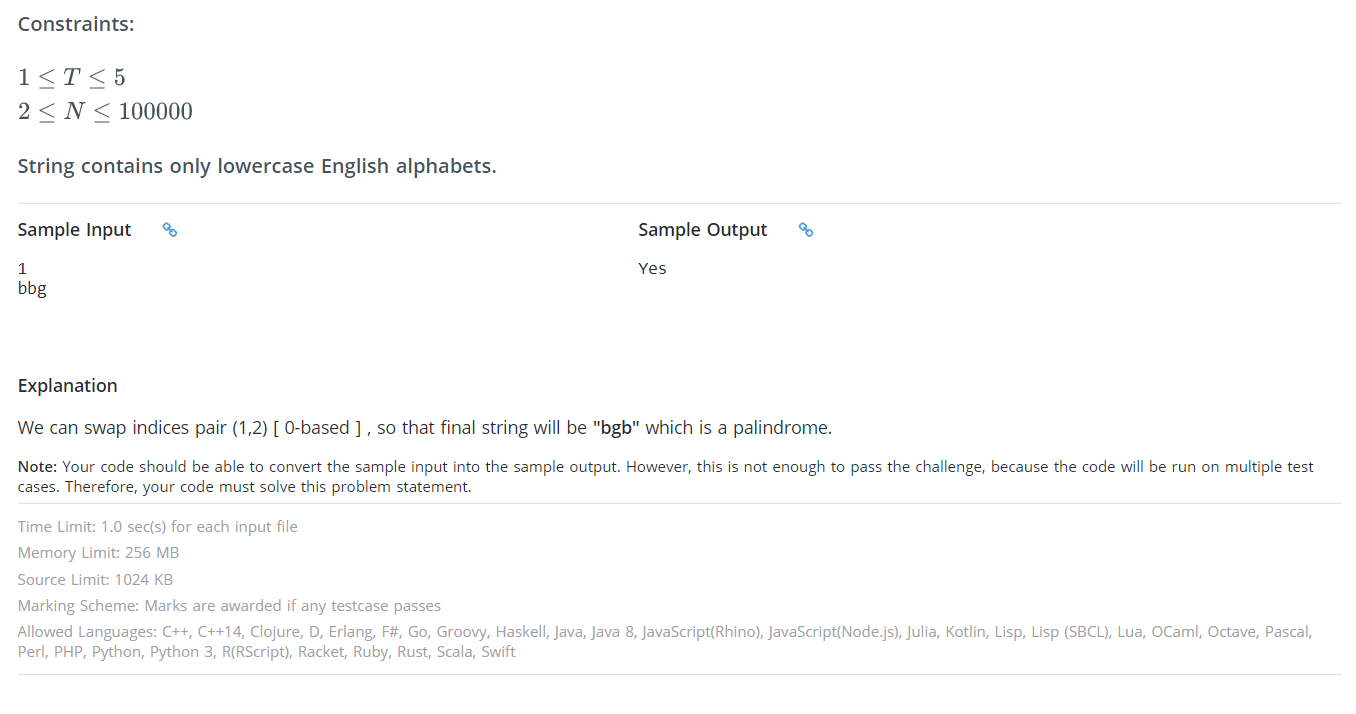 Constraints:
1 ≤ T ≤ 5
2 ≤ N ≤ 100000
String contains only lowercase English alphabets.
Sample Input
Sample Output
1
bbg
Yes
Explanation
We can swap indices pair (1,2) [ 0-based ] , so that final string will be "bgb" which is a palindrome.
Note: Your code should be able to convert the sample input into the sample output. However, this is not enough to pass the challenge, because the code will be run on multiple test
cases. Therefore, your code must solve this problem statement.
Time Limit: 1.0 sec(s) for each input file
Memory Limit: 256 MB
Source Limit: 1024 KB
Marking Scheme: Marks are awarded if any testcase passes
Allowed Languages: C++, C++14, Clojure, D, Erlang, F#, Go, Groovy, Haskell, Java, Java 8, JavaScript(Rhino), JavaScript(Node.js), Julia, Kotlin, Lisp, Lisp (SBCL), Lua, OCaml, Octave, Pascal,
Perl, PHP, Python, Python 3, R(RScript), Racket, Ruby, Rust, Scala, Swift